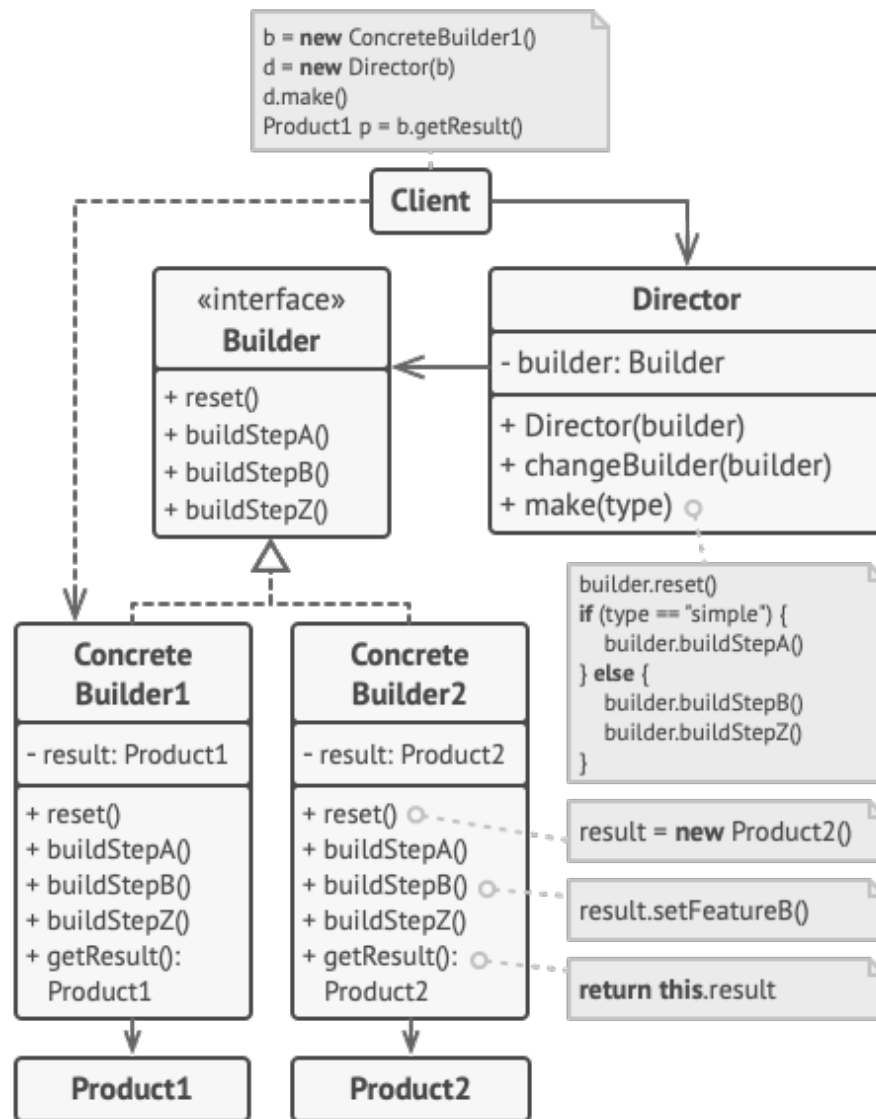 b = new ConcreteBuilder1()
d = new Director(b)
d.make()
Product1 p = b.getResult()
Client
«interface»
Builder
+ reset()
+ buildStepA()
+ buildStepB()
+ buildStepZ()
Director
- builder: Builder
+ Director(builder)
+ changeBuilder(builder)
+ make(type)
builder.reset()
if (type == "simple") {
builder.buildStepA()
} else {
builder.buildStepB()
builder.buildStepZ()
}
Concrete
Builder1
- result: Product1
+ reset()
+ buildStepA()
+ buildStepB()
+ buildStepZ()
+ getResult():
Product1
Concrete
Builder2
- result: Product2
+ reset()
+ buildStepA()
+ buildStepB()
+ buildStepZ()
+ getResult():
Product2
result = new Product2()
result.setFeatureB()
return this.result
Product1
Product2